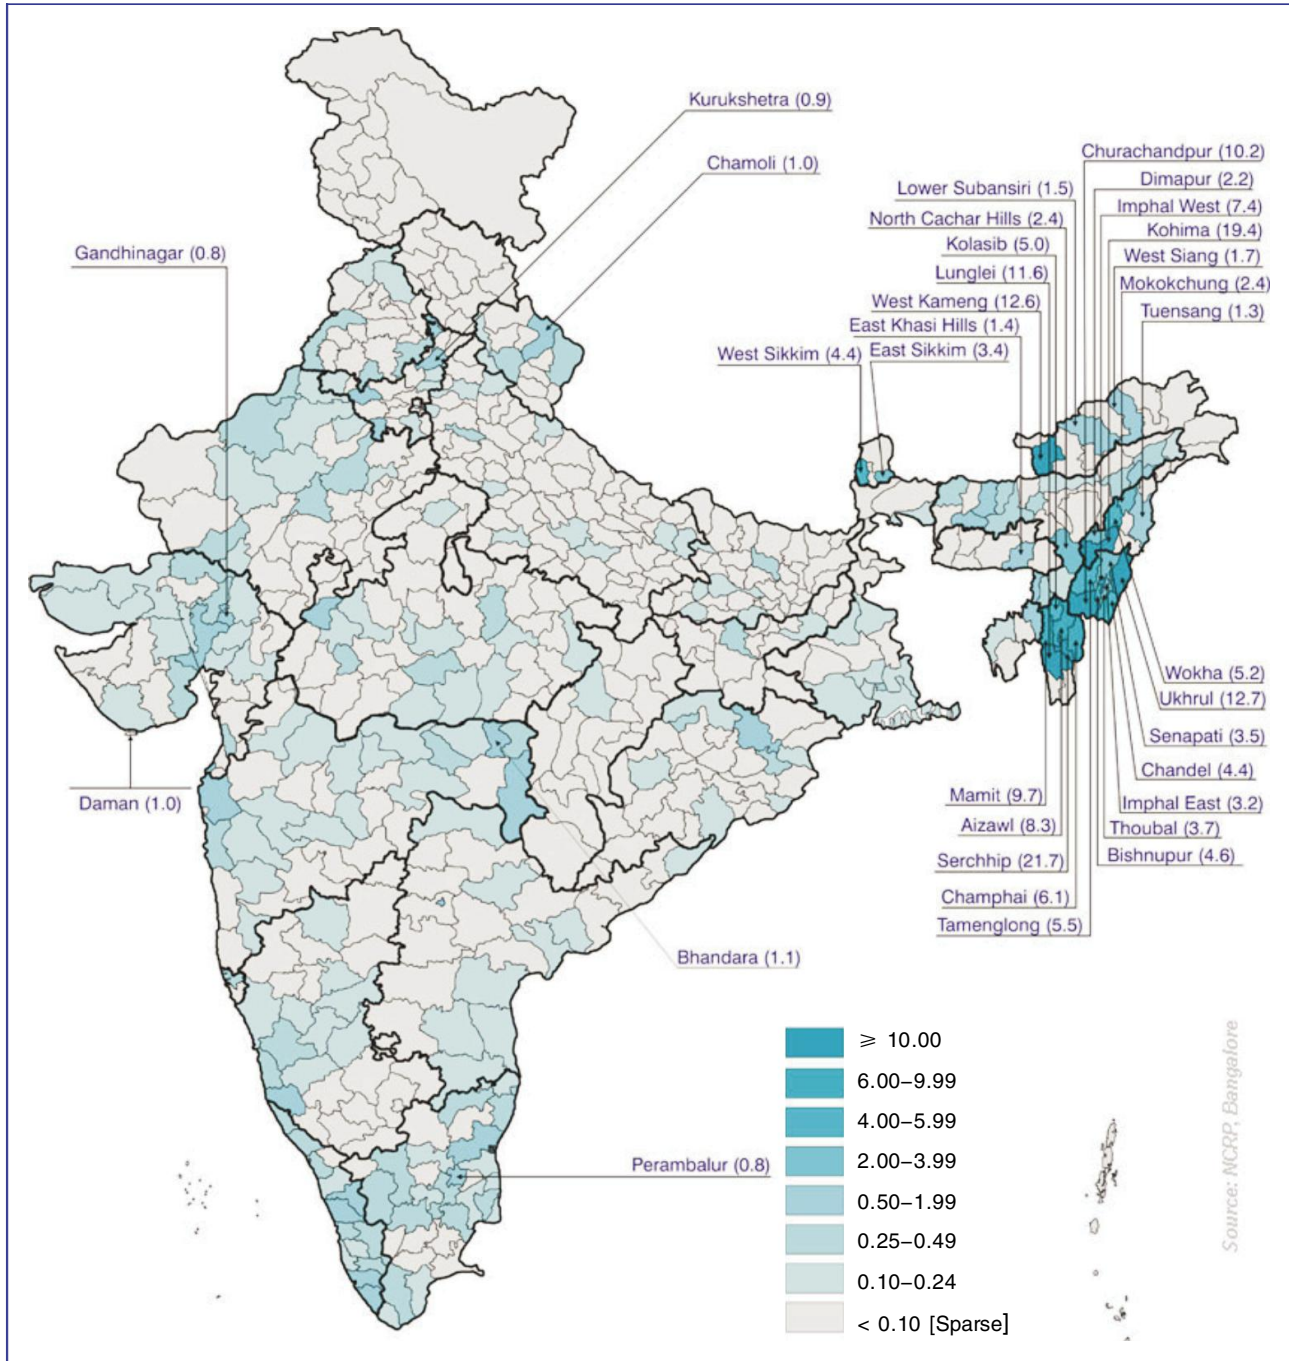 Kurukshetra (0.9)
Chamoli (1.0)
Gandhinagar (0.8)
Churachandpur (10.2)
Dimapur (2.2)
Lower Subansiri (1.5)
Imphal West (7.4)
North Cachar Hills (2.4)
Kohima (19.4)
Kolasib (5.0)
West Siang (1.7)
Lunglei (11.6)
Mokokchung (2.4)
West Kameng (12.6)
Tuensang (1.3)
East Khasi Hills (1.4)
West Sikkim (4.4)
East Sikkim (3.4)
Wokha (5.2)
Ukhrul (12.7)
Senapati (3.5)
Chandel (4.4)
Daman (1.0)
Mamit (9.7)
Imphal East (3.2)
Aizawl (8.3)
Thoubal (3.7)
Serchhip (21.7)
Bishnupur (4.6)
Champhai (6.1)
Tamenglong (5.5)
Bhandara (1.1)
Perambalur (0.8)
⩾ 10.00
6.00–9.99
4.00–5.99
2.00–3.99
0.50–1.99
0.25–0.49
0.10–0.24
< 0.10 [Sparse]
Source: NCRP, Bangalore